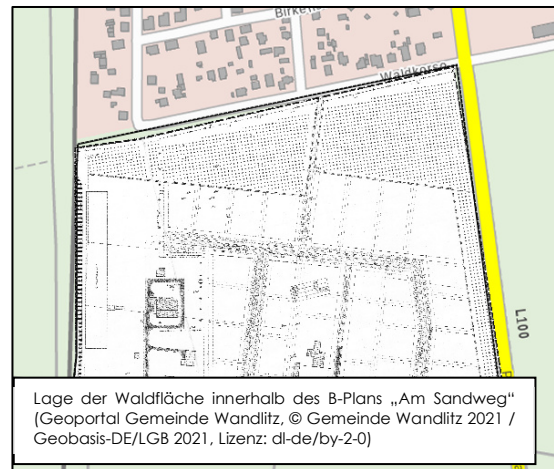 Birke
Waldkorso
L100
Lage der Waldfläche innerhalb des B-Plans „Am Sandweg“
(Geoportal Gemeinde Wandlitz, © Gemeinde Wandlitz 2021 /
Geobasis-DE/LGB 2021, Lizenz: dl-de/by-2-0)